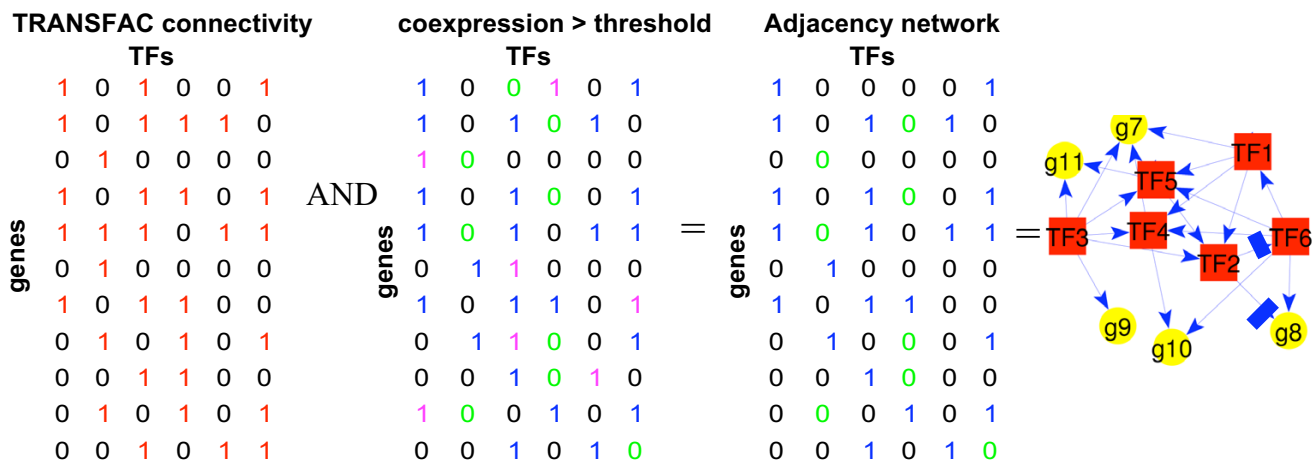 TRANSFAC connectivity
TFs
genes
1 0 1 0 0 1
1 0 1 1 1 0
0 1 0 0 0 0
1 0 1 1 0 1
1 1 1 0 1 1
0 1 0 0 0 0
1 0 1 1 0 0
0 1 0 1 0 1
0 0 1 1 0 0
0 1 0 1 0 1
0 0 1 0 1 1
AND
coexpression > threshold
TFs
genes
1 0 0 1 0 1
1 0 1 0 1 0
1 0 0 0 0 0
1 0 1 0 0 1
1 0 1 0 1 1
0 1 1 0 0 0
1 0 1 1 0 1
0 1 1 0 0 1
0 0 1 0 1 0
1 0 0 1 0 1
0 0 1 0 1 0
=
Adjacency network
TFs
genes
1 0 0 0 0 1
1 0 1 0 1 0
0 0 0 0 0 0
1 0 1 0 0 1
1 0 1 0 1 1
0 1 0 0 0 0
1 0 1 1 0 0
0 1 0 0 0 1
0 0 1 0 0 0
0 0 0 1 0 1
0 0 1 0 1 0
=
g7
TF1
g11
TF5
TF3
TF4
TF6
TF2
g9
g10
g8